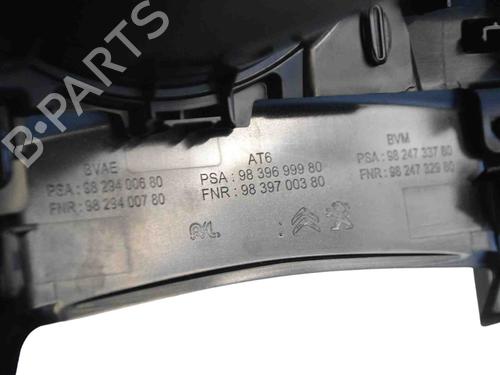 B-PARTS
BVAE
PSA : 98 294 006 80
FNR : 98 294 007 80
AT6
PSA : 98 396 999 80
FNR : 98 397 003 80
BVM
PSA : 98 247 337 80
FNR : 98 247 329 80